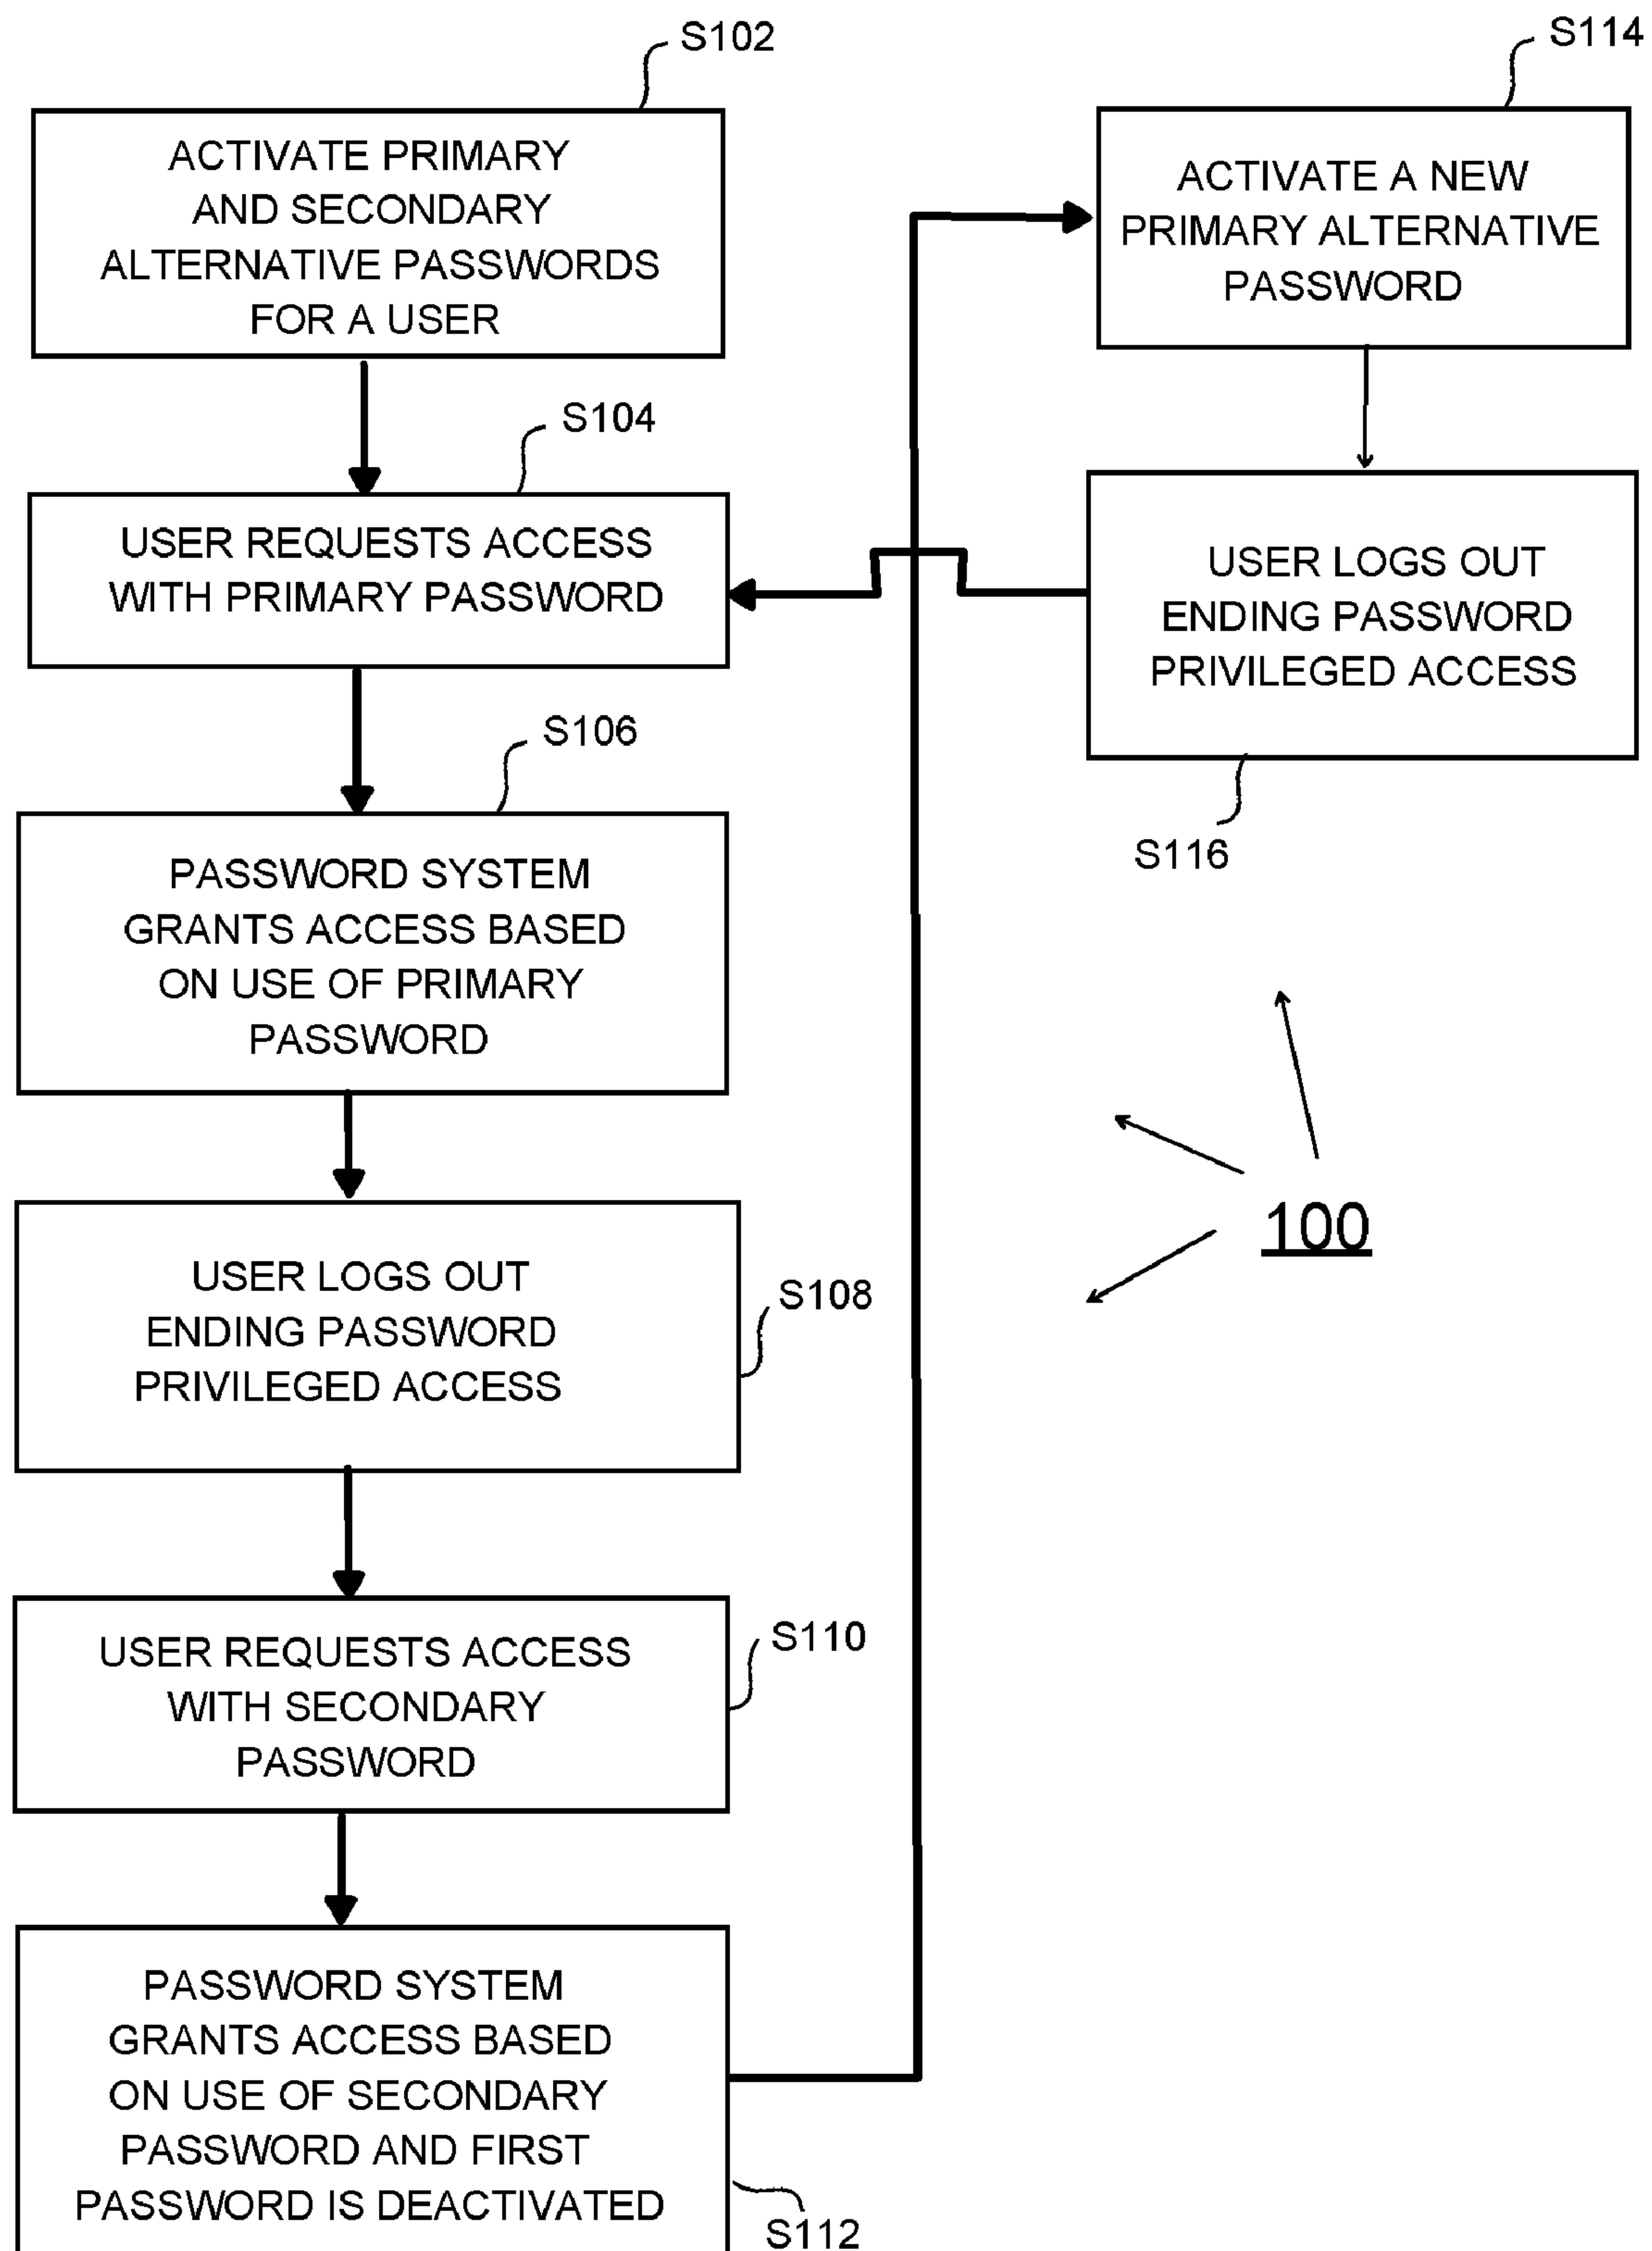 S102
ACTIVATE PRIMARY
AND SECONDARY
ALTERNATIVE PASSWORDS
FOR A USER
S104
USER REQUESTS ACCESS
WITH PRIMARY PASSWORD
S106
PASSWORD SYSTEM
GRANTS ACCESS BASED
ON USE OF PRIMARY
PASSWORD
USER LOGS OUT
ENDING PASSWORD
PRIVILEGED ACCESS
S108
USER REQUESTS ACCESS
WITH SECONDARY
PASSWORD
S110
PASSWORD SYSTEM
GRANTS ACCESS BASED
ON USE OF SECONDARY
PASSWORD AND FIRST
PASSWORD IS DEACTIVATED
S112
S114
ACTIVATE A NEW
PRIMARY ALTERNATIVE
PASSWORD
USER LOGS OUT
ENDING PASSWORD
PRIVILEGED ACCESS
S116
100